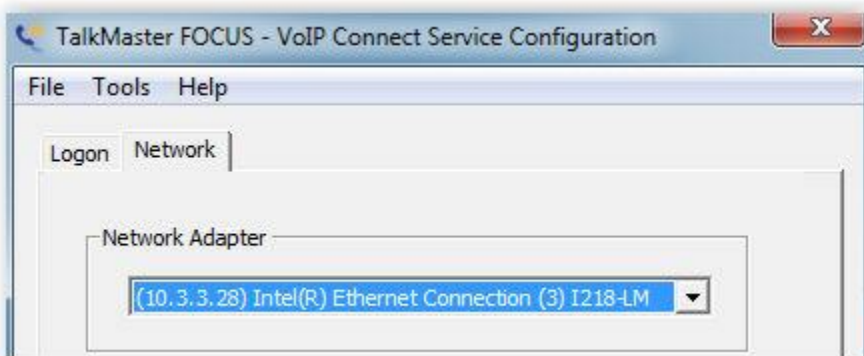 TalkMaster FOCUS - VoIP Connect Service Configuration
File Tools Help
Logon Network
Network Adapter
(10.3.3.28) Intel(R) Ethernet Connection (3) I218-LM